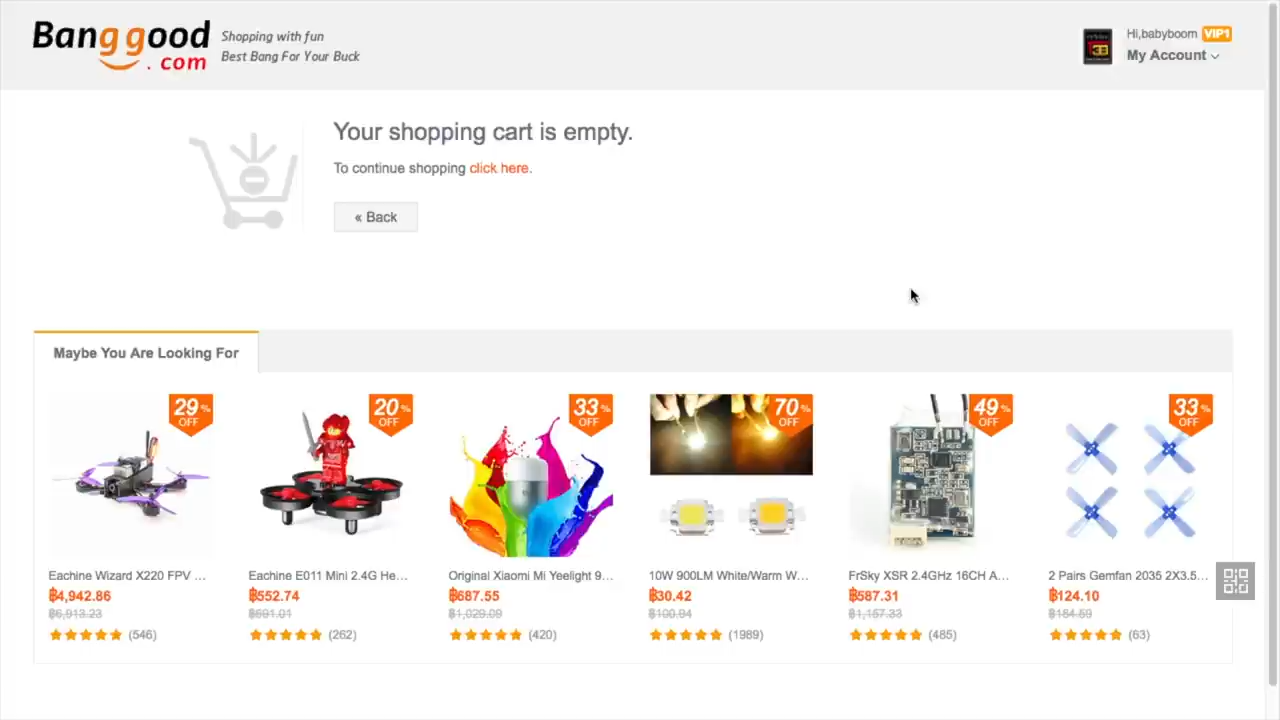 Banggood
.com
Shopping with fun
Best Bang For Your Buck
Hi,babyboom VIP1
My Account
Your shopping cart is empty.
To continue shopping click here.
« Back
Maybe You Are Looking For
29% OFF
20% OFF
33% OFF
70% OFF
49% OFF
33% OFF
Eachine Wizard X220 FPV ...
฿4,942.86
฿6,913.23
(546)
Eachine E011 Mini 2.4G He...
฿552.74
฿691.01
(262)
Original Xiaomi Mi Yeelight 9...
฿687.55
฿1,029.09
(420)
10W 900LM White/Warm W...
฿30.42
฿100.94
(1989)
FrSky XSR 2.4GHz 16CH A...
฿587.31
฿1,157.33
(485)
2 Pairs Gemfan 2035 2X3.5...
฿124.10
฿184.59
(63)